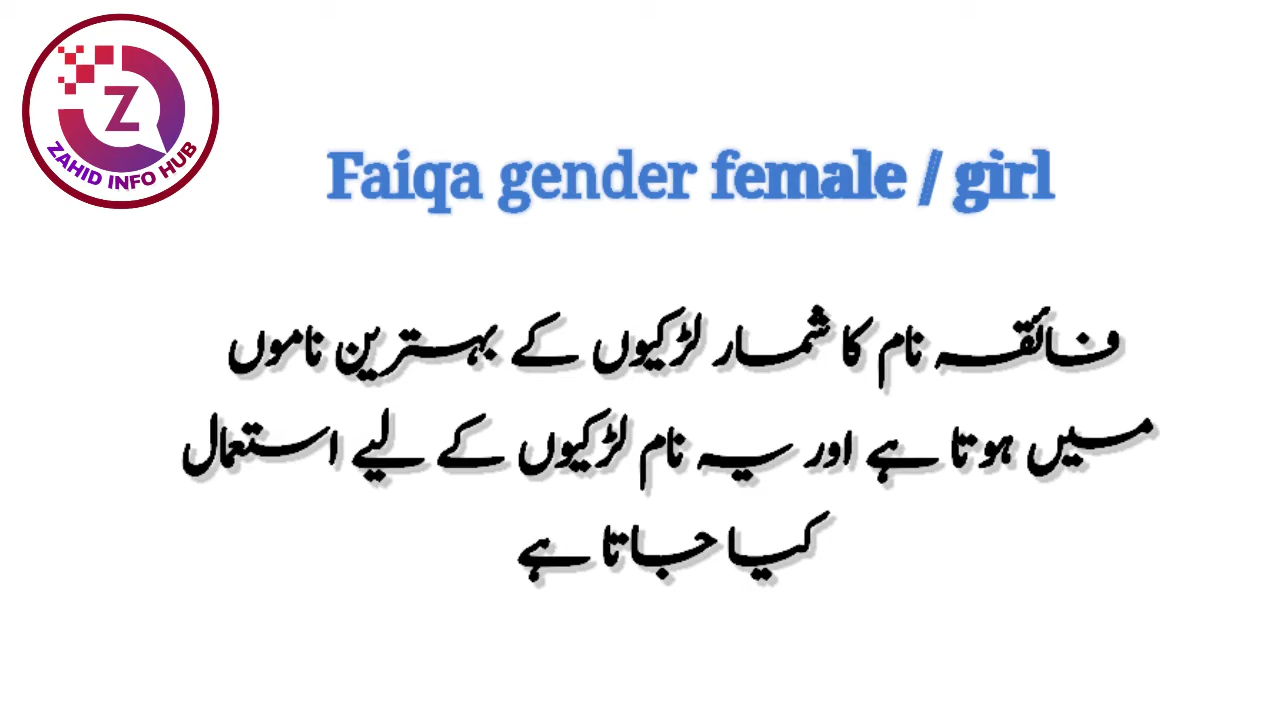 Z
ZAHID INFO HUB
Faiqa gender female / girl
فائقہ نام کا شمار لڑکیوں کے بہترین ناموں
میں ہوتا ہے اور یہ نام لڑکیوں کے لیے استعمال
کیا جاتا ہے